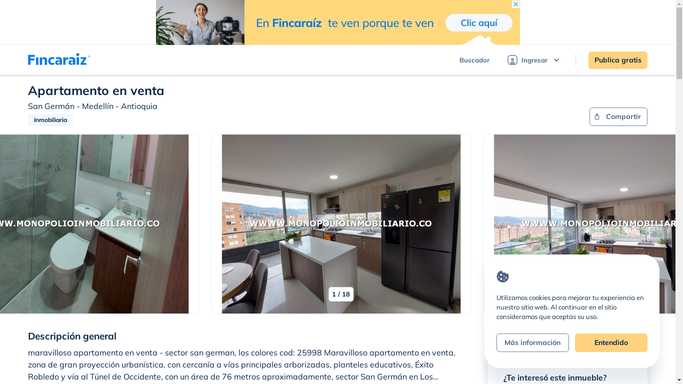 En Fincaraíz te ven porque te ven
Clic aquí
Fincaraíz
Buscador
Ingresar
Publica gratis
Apartamento en venta
San Germán - Medellín - Antioquia
Inmobiliaria
Compartir
WWW.MONOPOLIOINMOBILIARIO.CO
WWW.MONOPOLIOINMOBILIARIO.CO
WWW.MONOPOLIOINMOBILIARIO.CO
1 / 18
Utilizamos cookies para mejorar tu experiencia en
nuestro sitio web. Al continuar en el sitio
consideramos que aceptas su uso.
Más información
Entendido
Descripción general
maravilloso apartamento en venta - sector san german, los colores cod: 25998 Maravilloso apartamento en venta,
zona de gran proyección urbanística, con cercanía a vías principales arborizadas, planteles educativos, Éxito
Robledo y vía al Túnel de Occidente, con un área de 76 metros aproximadamente, sector San Germán en Los...
¿Te interesó este inmueble?